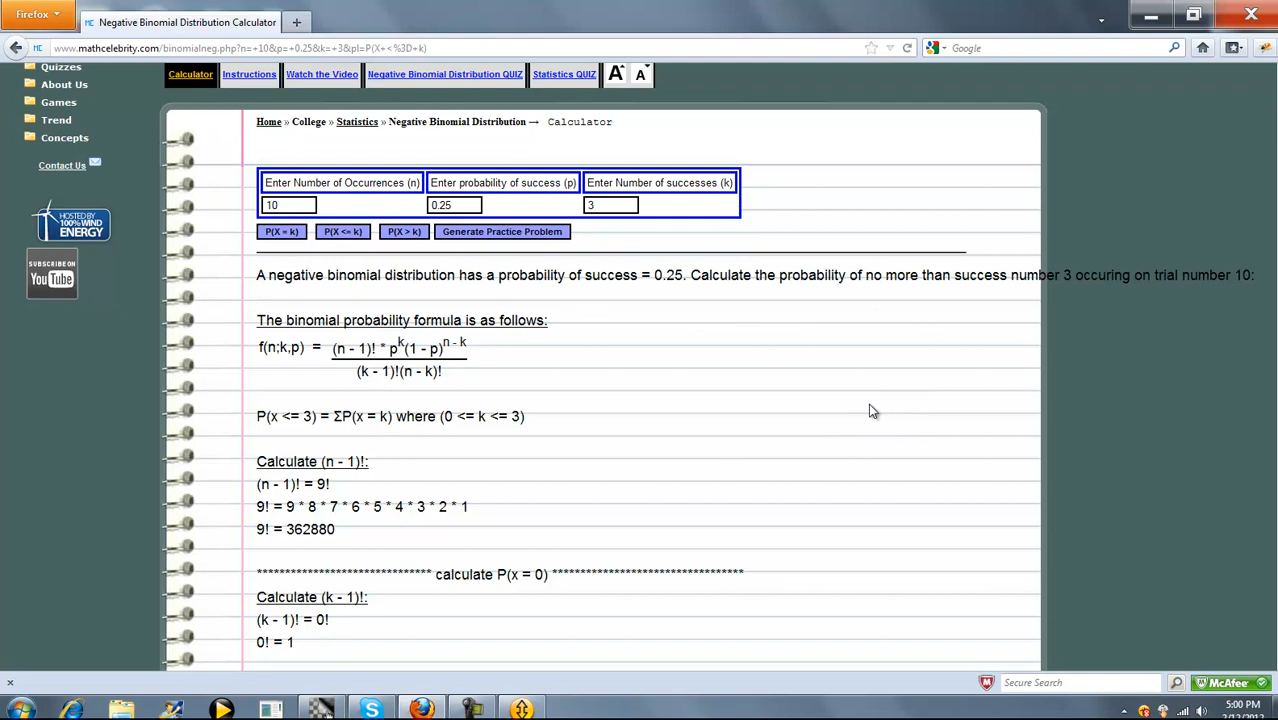 Firefox
Negative Binomial Distribution Calculator
www.mathcelebrity.com/binomialneg.php?n=+10&p=+0.25&k=+3&pl=P(X+<%3D+k)
Google
Quizzes
About Us
Games
Trend
Concepts
Contact Us
HOSTED BY
100% WIND
ENERGY
SUBSCRIBE ON
YouTube
Calculator Instructions Watch the Video Negative Binomial Distribution QUIZ Statistics QUIZ A A
Home » College » Statistics » Negative Binomial Distribution → Calculator
Enter Number of Occurrences (n) Enter probability of success (p) Enter Number of successes (k)
10 0.25 3
P(X = k) P(X <= k) P(X > k) Generate Practice Problem
A negative binomial distribution has a probability of success = 0.25. Calculate the probability of no more than success number 3 occuring on trial number 10:
The binomial probability formula is as follows:
f(n;k,p) = (n - 1)! * p^k(1 - p)^n - k
(k - 1)!(n - k)!
P(x <= 3) = ΣP(x = k) where (0 <= k <= 3)
Calculate (n - 1)!:
(n - 1)! = 9!
9! = 9 * 8 * 7 * 6 * 5 * 4 * 3 * 2 * 1
9! = 362880
******************************* calculate P(x = 0) **********************************
Calculate (k - 1)!:
(k - 1)! = 0!
0! = 1
Secure Search
McAfee
5:00 PM
2/12/2012